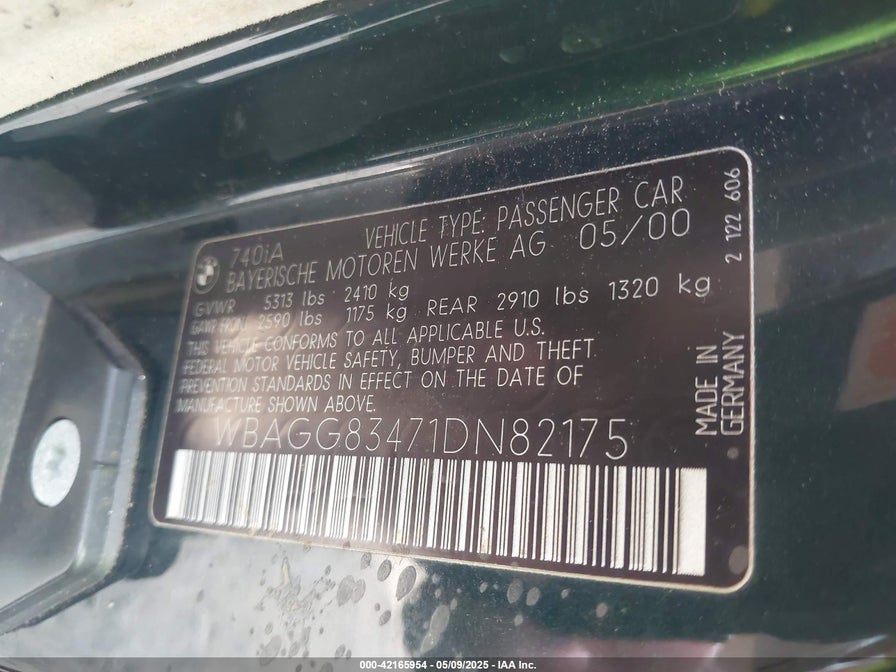 740iA VEHICLE TYPE: PASSENGER CAR
BAYERISCHE MOTOREN WERKE AG 05/00
GVWR 5313 lbs 2410 kg
GAWR FRONT 2590 lbs 1175 kg REAR 2910 lbs 1320 kg
THIS VEHICLE CONFORMS TO ALL APPLICABLE U.S.
FEDERAL MOTOR VEHICLE SAFETY, BUMPER AND THEFT
PREVENTION STANDARDS IN EFFECT ON THE DATE OF
MANUFACTURE SHOWN ABOVE.
WBAGG83471DN82175
MADE IN
GERMANY
2 122 606
000-42165954 - 05/09/2025 - IAA Inc.